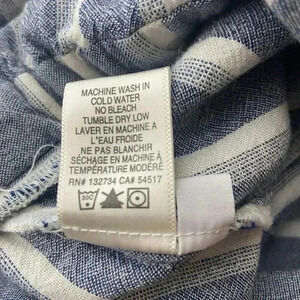 MACHINE WASH IN
COLD WATER
NO BLEACH
TUMBLE DRY LOW
LAVER EN MACHINE À
L'EAU FROIDE
NE PAS BLANCHIR
SÉCHAGE EN MACHINE À
TEMPÉRATURE MODÉRÉ
RN# 132734 CA# 54517
30C